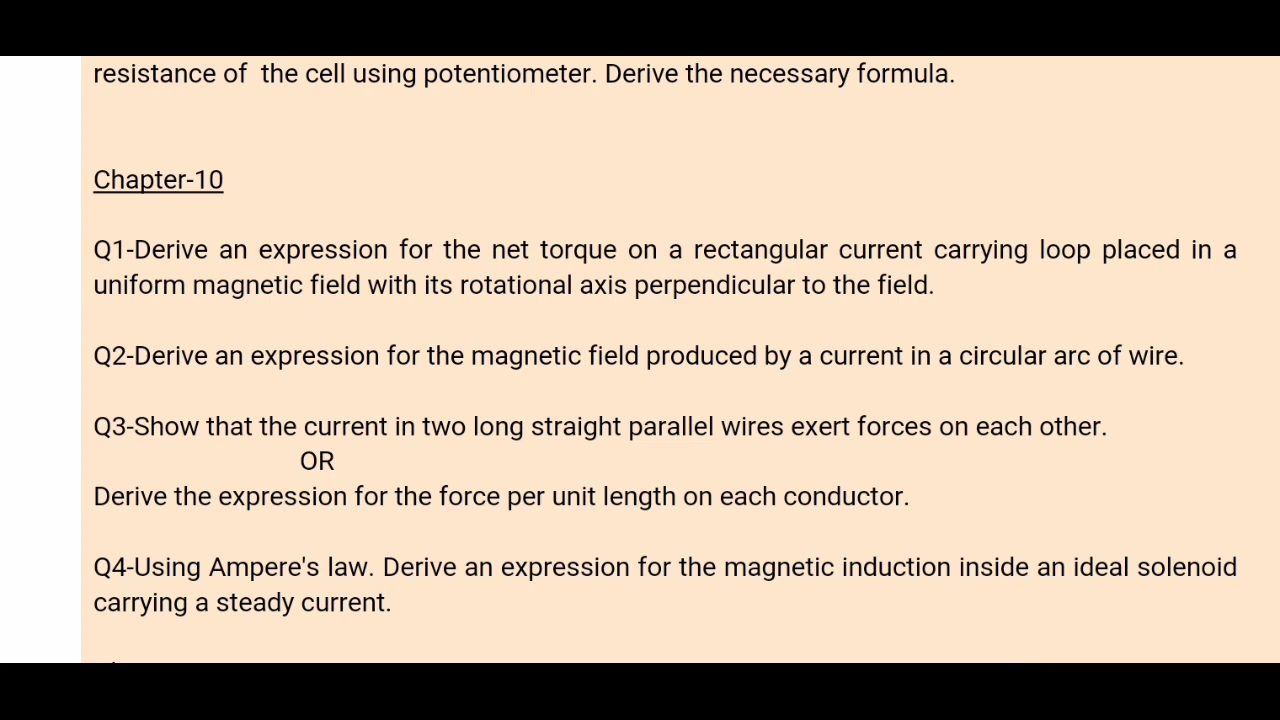 resistance of  the cell using potentiometer. Derive the necessary formula.
Chapter-10
Q1-Derive an expression for the net torque on a rectangular current carrying loop placed in a
uniform magnetic field with its rotational axis perpendicular to the field.
Q2-Derive an expression for the magnetic field produced by a current in a circular arc of wire.
Q3-Show that the current in two long straight parallel wires exert forces on each other.
OR
Derive the expression for the force per unit length on each conductor.
Q4-Using Ampere's law. Derive an expression for the magnetic induction inside an ideal solenoid
carrying a steady current.